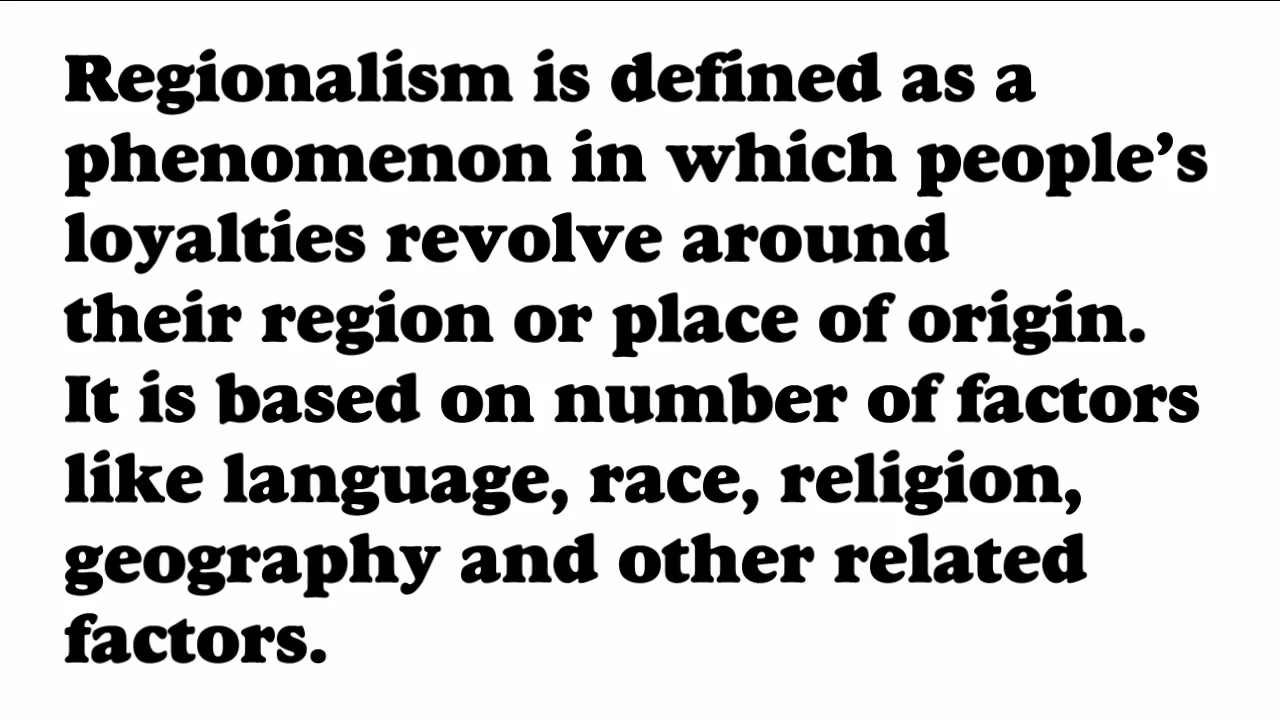 Regionalism is defined as a
phenomenon in which people’s
loyalties revolve around
their region or place of origin.
It is based on number of factors
like language, race, religion,
geography and other related
factors.